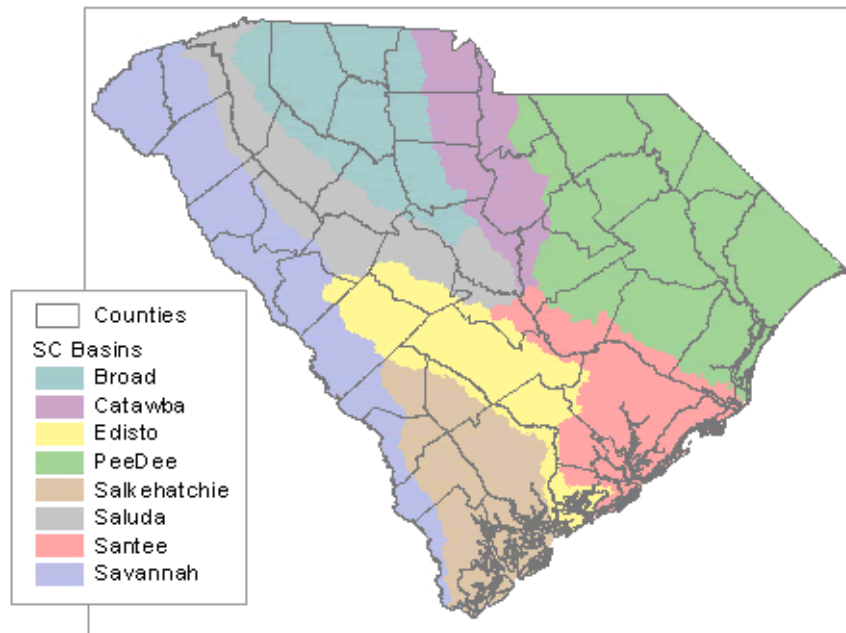 Counties
SC Basins
Broad
Catawba
Edisto
PeeDee
Salkehatchie
Saluda
Santee
Savannah